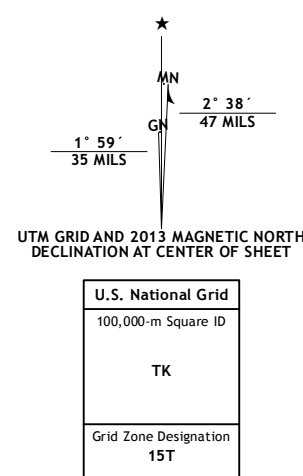 ★
MN
GN
2° 38´
47 MILS
1° 59´
35 MILS
UTM GRID AND 2013 MAGNETIC NORTH
DECLINATION AT CENTER OF SHEET
U.S. National Grid
100,000-m Square ID
TK
Grid Zone Designation
15T